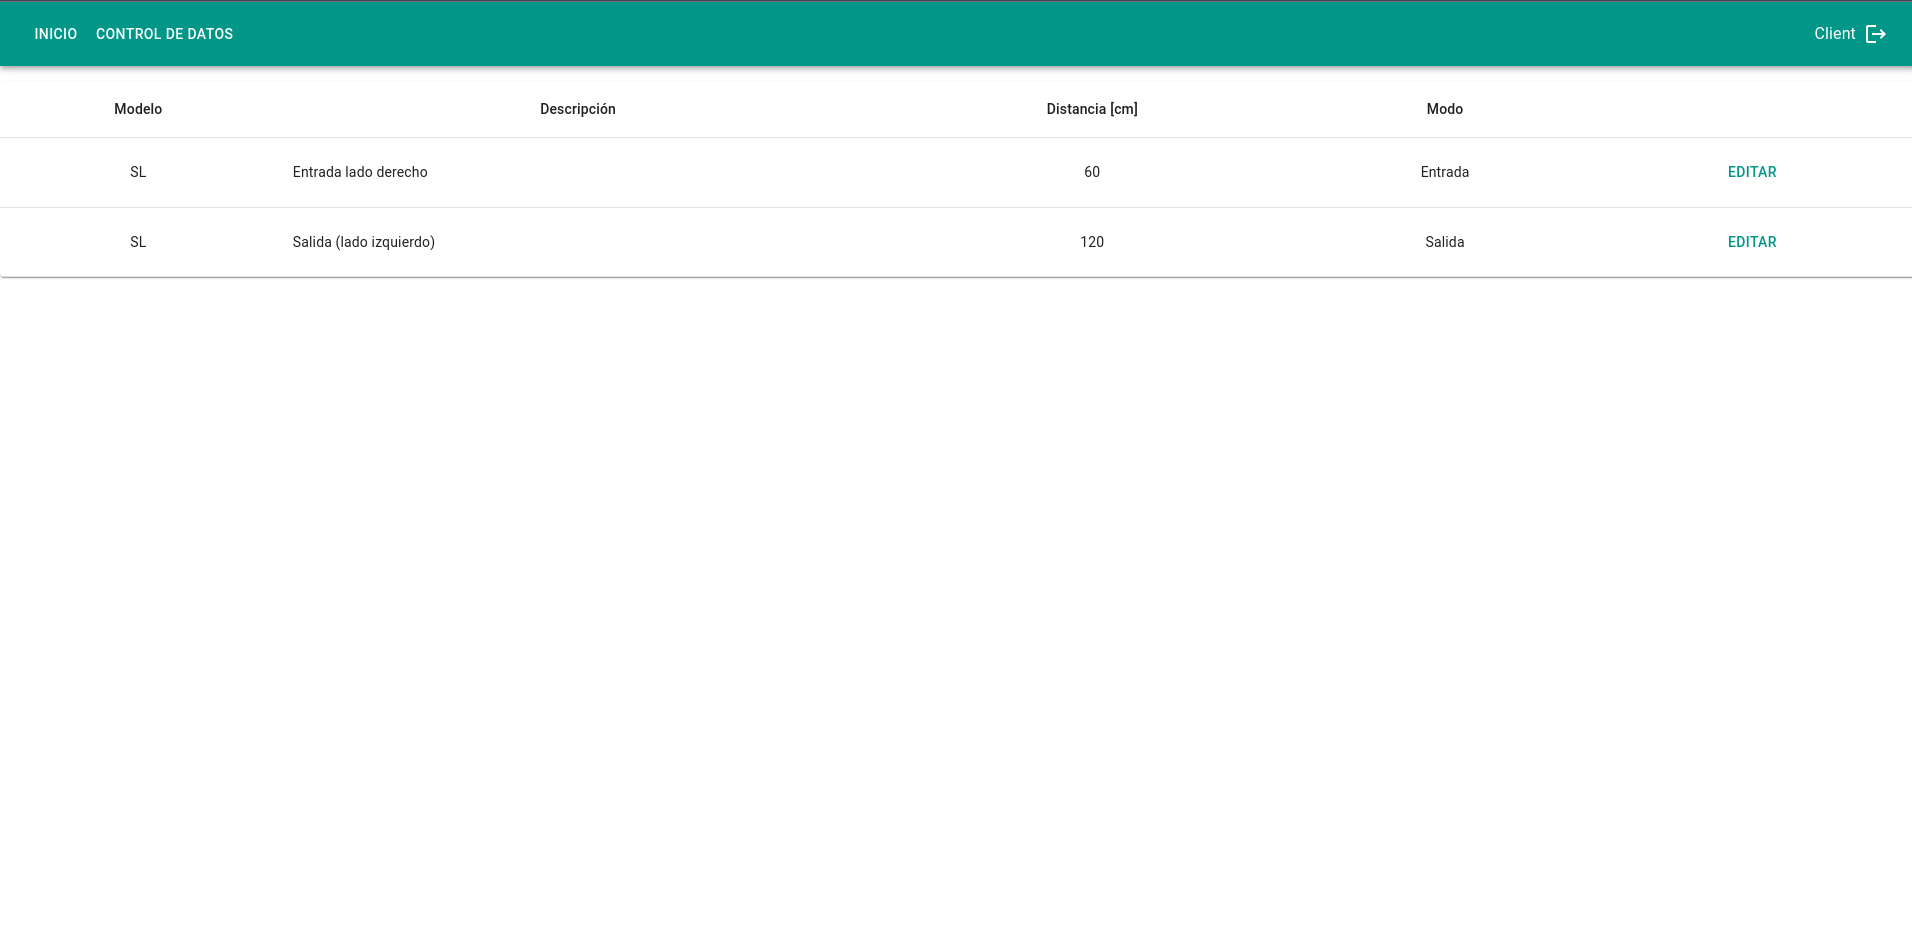 INICIO CONTROL DE DATOS Client
Modelo Descripción Distancia [cm] Modo
SL Entrada lado derecho 60 Entrada EDITAR
SL Salida (lado izquierdo) 120 Salida EDITAR